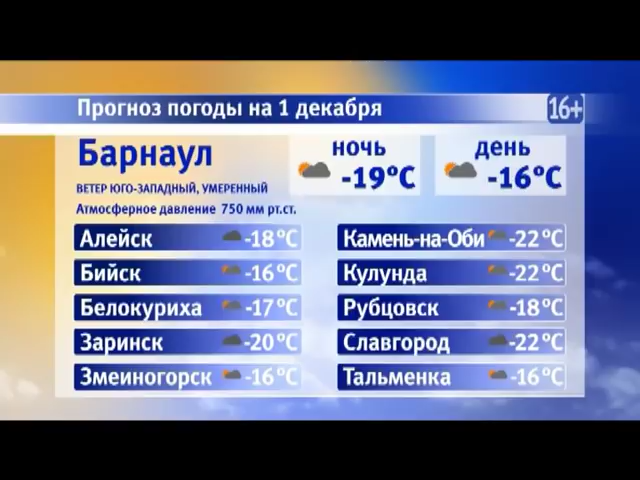 Прогноз погоды на 1 декабря 16+
Барнаул
ВЕТЕР ЮГО-ЗАПАДНЫЙ, УМЕРЕННЫЙ
Атмосферное давление 750 мм рт.ст.
ночь
-19°C
день
-16°C
Алейск -18°C
Бийск -16°C
Белокуриха -17°C
Заринск -20°C
Змеиногорск -16°C
Камень-на-Оби -22°C
Кулунда -22°C
Рубцовск -18°C
Славгород -22°C
Тальменка -16°C